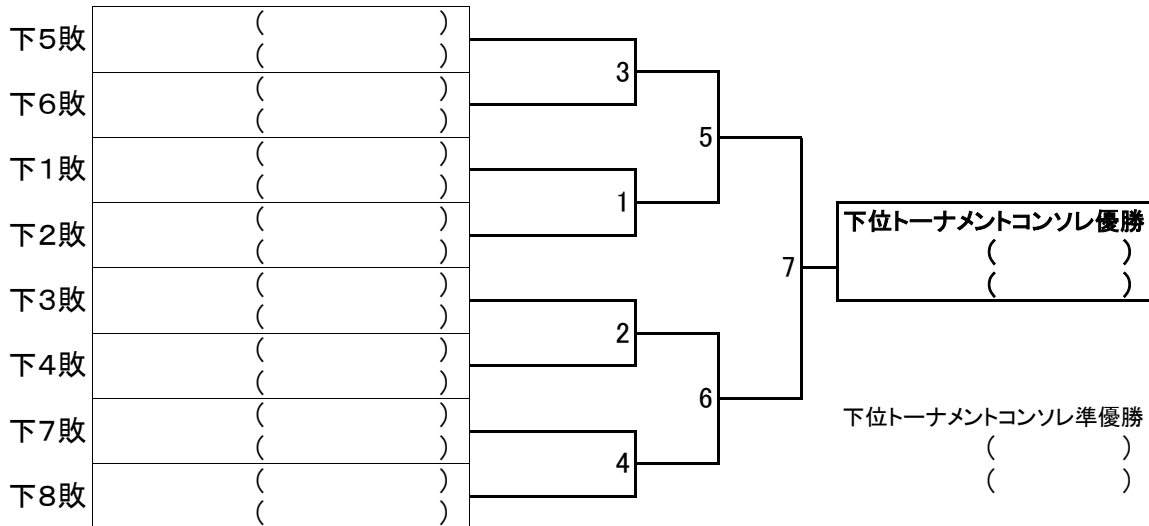 下5敗 ( )
( )
下6敗 ( )
( )
3
下1敗 ( )
( )
5
下2敗 ( )
( )
1
下3敗 ( )
( )
7
下位トーナメントコンソレ優勝
( )
( )
下4敗 ( )
( )
2
下7敗 ( )
( )
6
下8敗 ( )
( )
4
下位トーナメントコンソレ準優勝
( )
( )